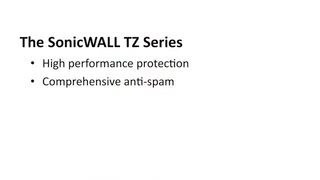 The SonicWALL TZ Series
• High performance protection
• Comprehensive anti-spam